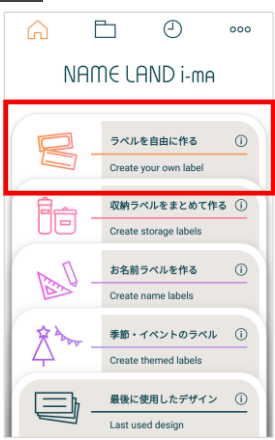 NAME LAND i-ma
ラベルを自由に作る
Create your own label
収納ラベルをまとめて作る
Create storage labels
お名前ラベルを作る
Create name labels
季節・イベントのラベル
Create themed labels
最後に使用したデザイン
Last used design